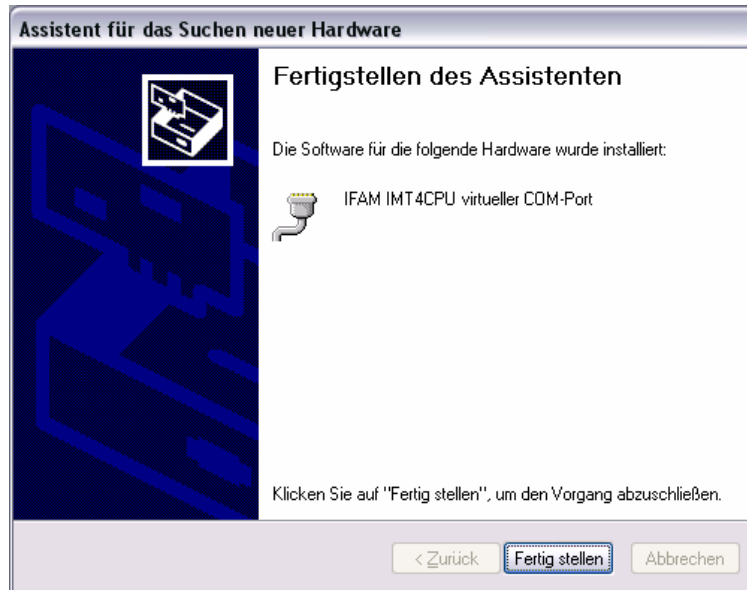 Assistent für das Suchen neuer Hardware
Fertigstellen des Assistenten
Die Software für die folgende Hardware wurde installiert:
IFAM IMT4CPU virtueller COM-Port
Klicken Sie auf "Fertig stellen", um den Vorgang abzuschließen.
< Zurück Fertig stellen Abbrechen